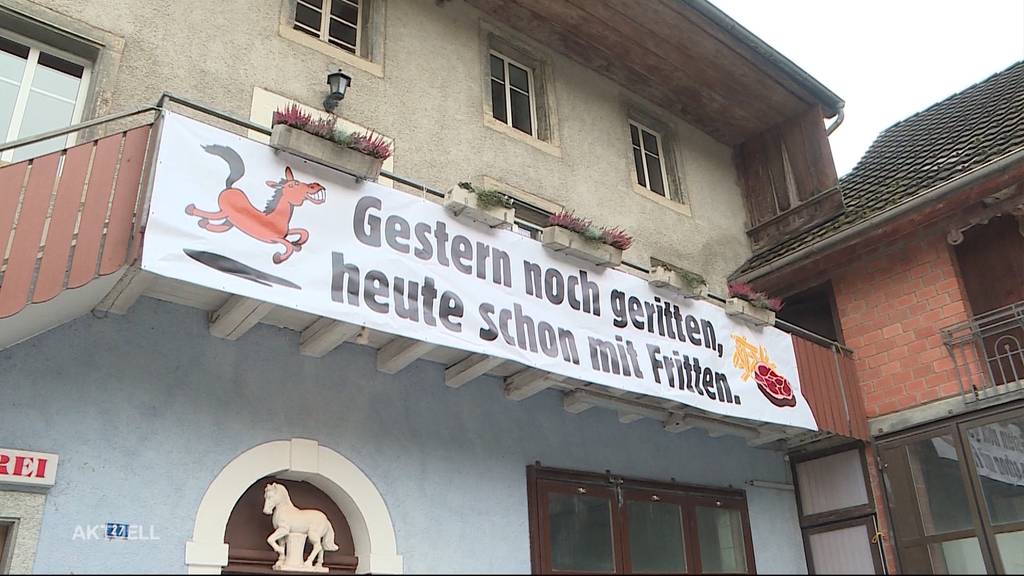 Gestern noch geritten,
heute schon mit Fritten.
REI
AKTUELL